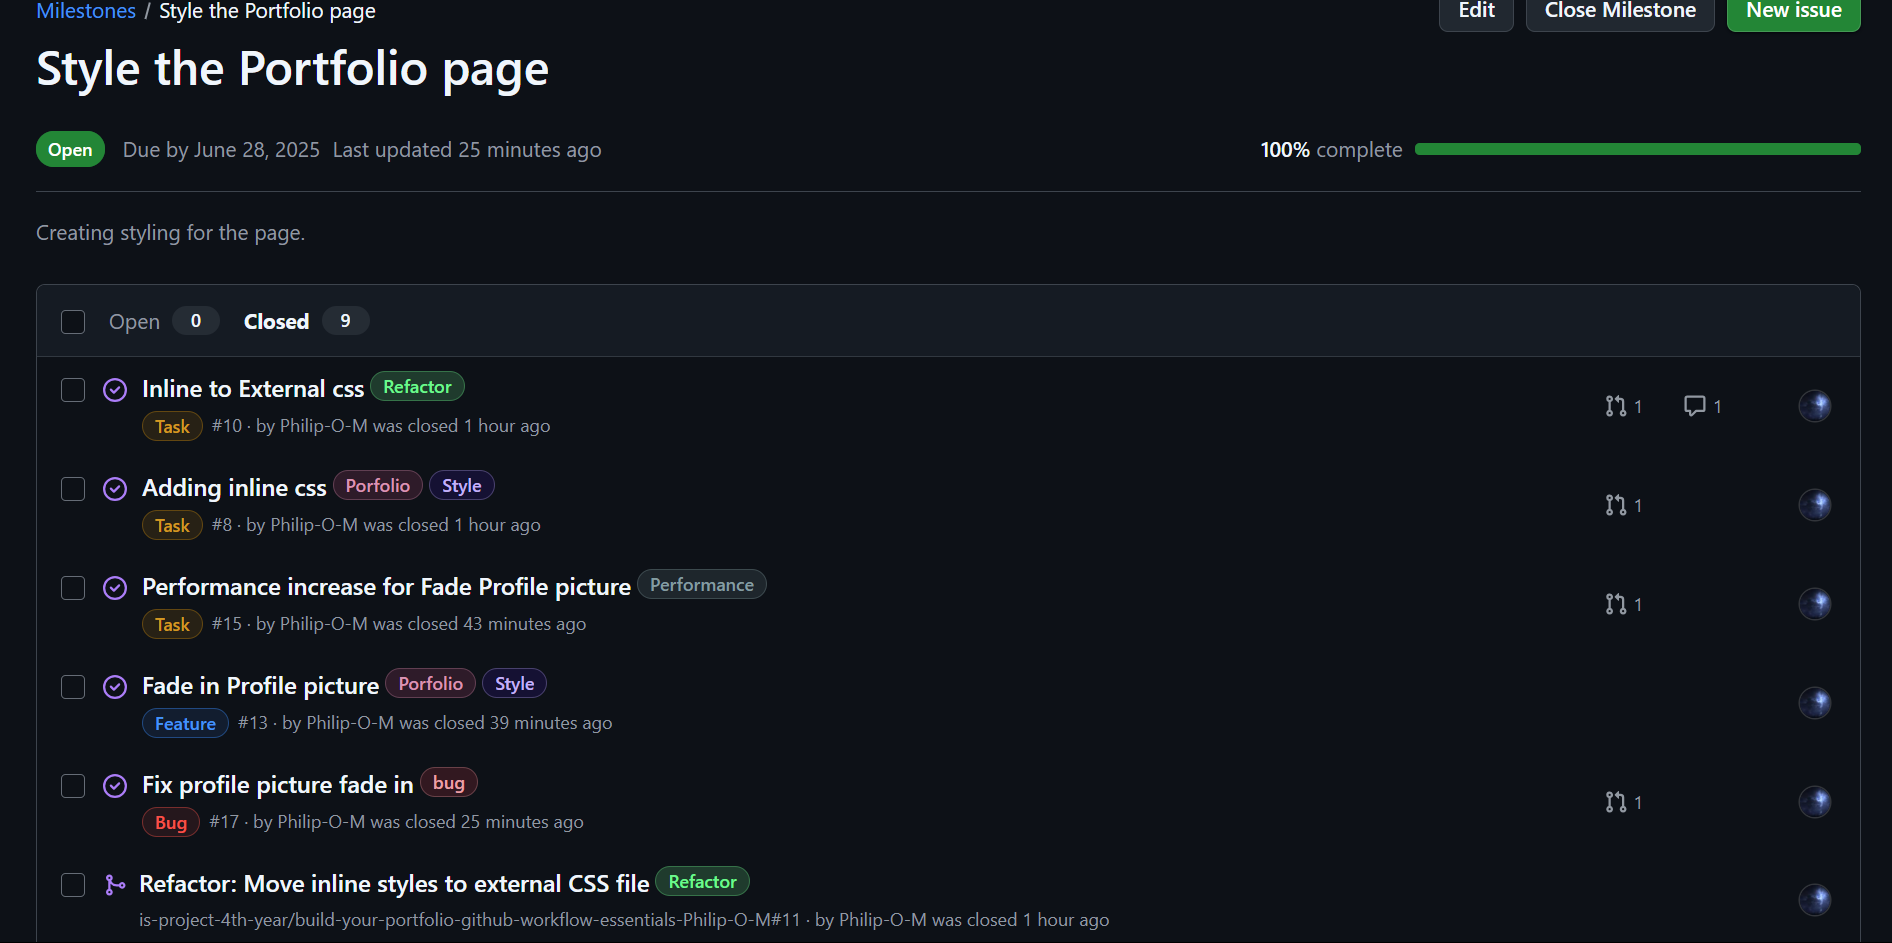 Milestones / Style the Portfolio page
Edit
Close Milestone
New issue
Style the Portfolio page
Open Due by June 28, 2025 Last updated 25 minutes ago
100% complete
Creating styling for the page.
Open 0 Closed 9
Inline to External css Refactor
Task #10 · by Philip-O-M was closed 1 hour ago
1 1
Adding inline css Porfolio Style
Task #8 · by Philip-O-M was closed 1 hour ago
1
Performance increase for Fade Profile picture Performance
Task #15 · by Philip-O-M was closed 43 minutes ago
1
Fade in Profile picture Porfolio Style
Feature #13 · by Philip-O-M was closed 39 minutes ago
Fix profile picture fade in bug
Bug #17 · by Philip-O-M was closed 25 minutes ago
1
Refactor: Move inline styles to external CSS file Refactor
is-project-4th-year/build-your-portfolio-github-workflow-essentials-Philip-O-M#11 · by Philip-O-M was closed 1 hour ago